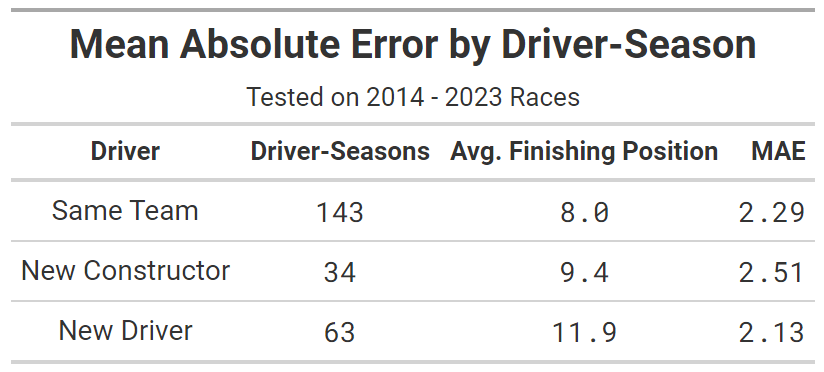 Mean Absolute Error by Driver-Season
Tested on 2014 - 2023 Races
Driver Driver-Seasons Avg. Finishing Position MAE
Same Team 143 8.0 2.29
New Constructor 34 9.4 2.51
New Driver 63 11.9 2.13